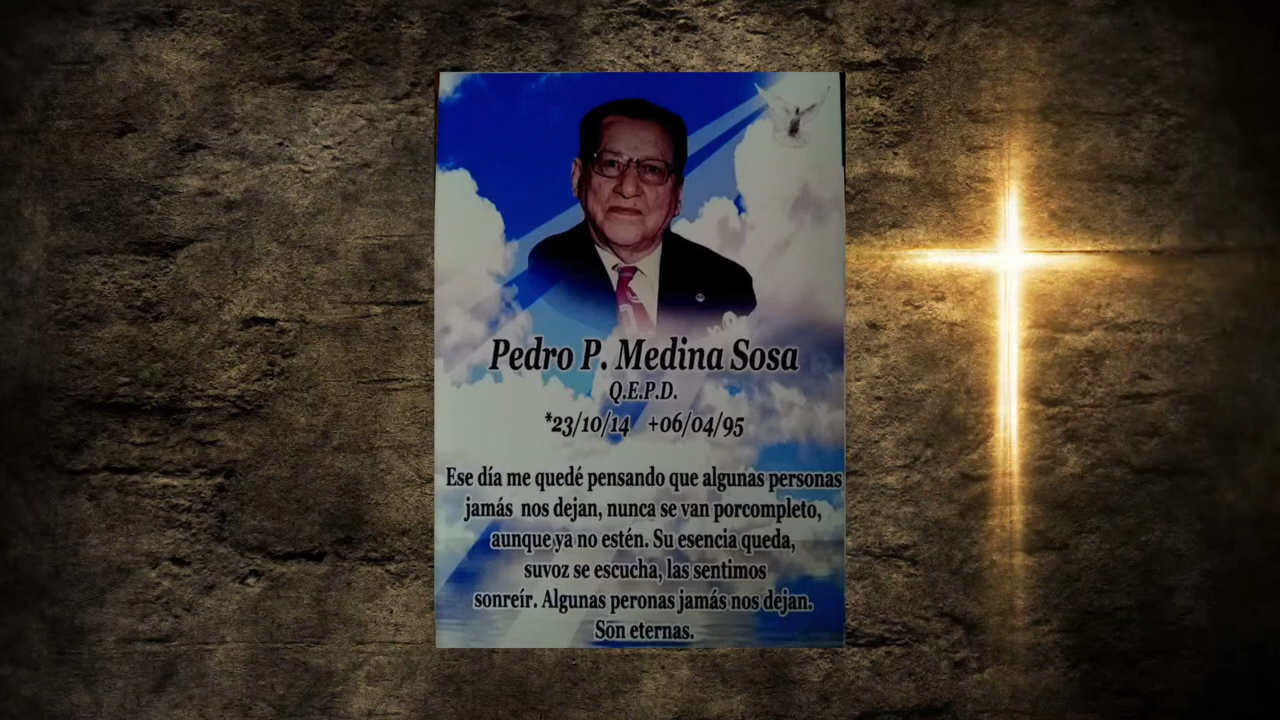 Pedro P. Medina Sosa
Q.E.P.D.
*23/10/14 +06/04/95
Ese día me quedé pensando que algunas personas
jamás nos dejan, nunca se van porcompleto,
aunque ya no estén. Su esencia queda,
suvoz se escucha, las sentimos
sonreír. Algunas peronas jamás nos dejan.
Son eternas.